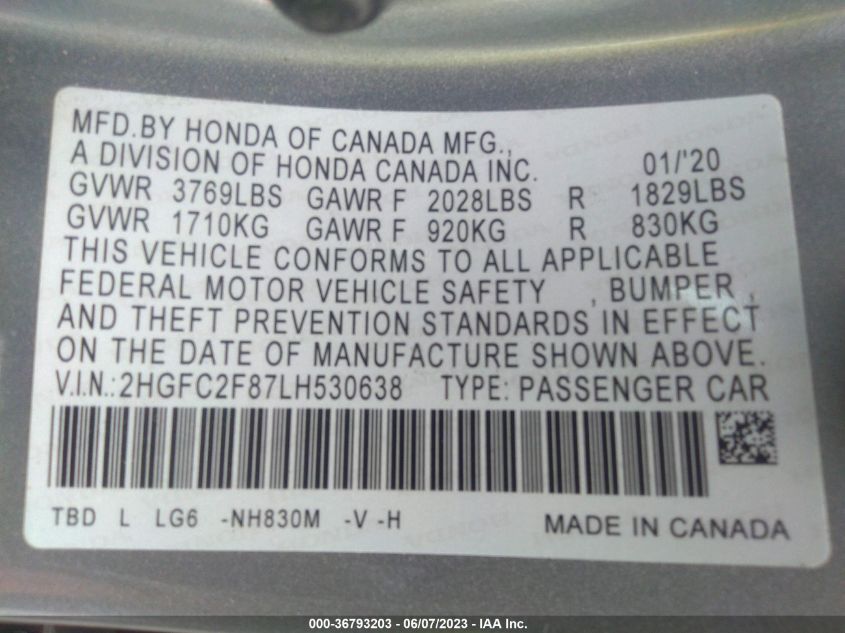 MFD.BY HONDA OF CANADA MFG.,
A DIVISION OF HONDA CANADA INC. 01/'20
GVWR 3769LBS GAWR F 2028LBS R 1829LBS
GVWR 1710KG GAWR F 920KG R 830KG
THIS VEHICLE CONFORMS TO ALL APPLICABLE
FEDERAL MOTOR VEHICLE SAFETY , BUMPER ,
AND THEFT PREVENTION STANDARDS IN EFFECT
ON THE DATE OF MANUFACTURE SHOWN ABOVE.
V.I.N.: 2HGFC2F87LH530638 TYPE: PASSENGER CAR
TBD L LG6 -NH830M -V -H MADE IN CANADA
000-36793203 - 06/07/2023 - IAA Inc.